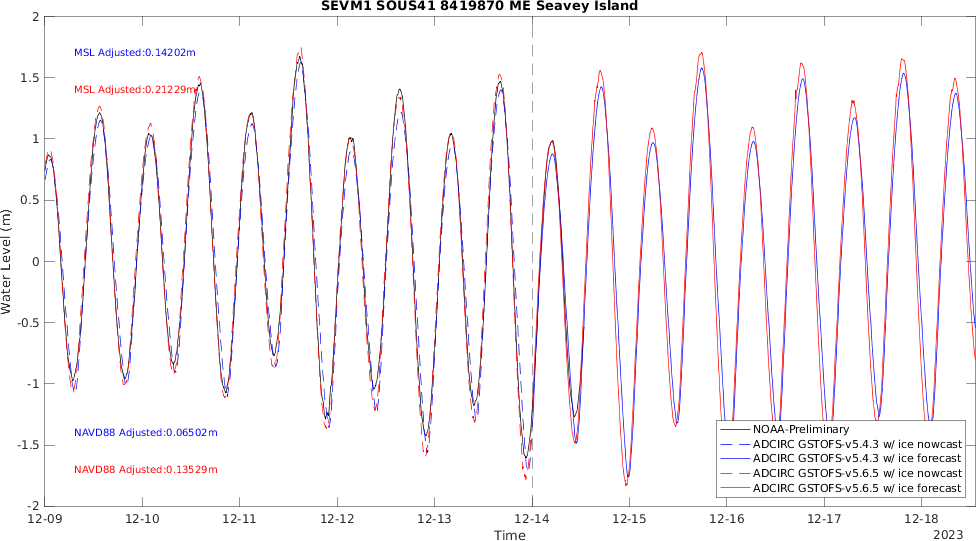 SEVM1 SOUS41 8419870 ME Seavey Island
2
1.5
1
0.5
0
-0.5
-1
-1.5
-2
Water Level (m)
MSL Adjusted:0.14202m
MSL Adjusted:0.21229m
NAVD88 Adjusted:0.06502m
NAVD88 Adjusted:0.13529m
NOAA-Preliminary
ADCIRC GSTOFS-v5.4.3 w/ ice nowcast
ADCIRC GSTOFS-v5.4.3 w/ ice forecast
ADCIRC GSTOFS-v5.6.5 w/ ice nowcast
ADCIRC GSTOFS-v5.6.5 w/ ice forecast
12-09 12-10 12-11 12-12 12-13 12-14 12-15 12-16 12-17 12-18
Time
2023